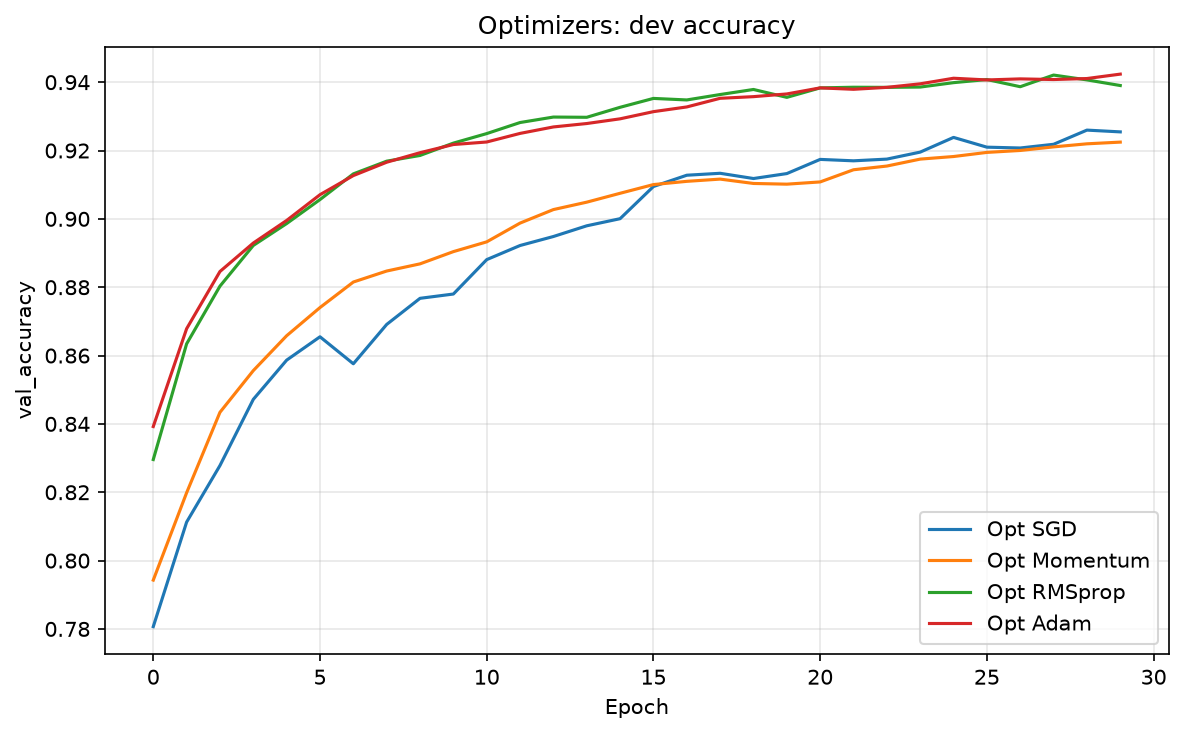 Optimizers: dev accuracy
val_accuracy
0.94
0.92
0.90
0.88
0.86
0.84
0.82
0.80
0.78
0 5 10 15 20 25 30
Epoch
Opt SGD
Opt Momentum
Opt RMSprop
Opt Adam